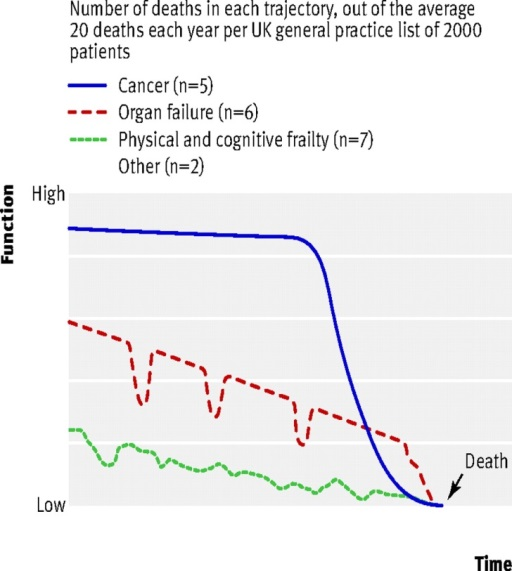 Number of deaths in each trajectory, out of the average
20 deaths each year per UK general practice list of 2000
patients
Cancer (n=5)
Organ failure (n=6)
Physical and cognitive frailty (n=7)
Other (n=2)
High
Function
Death
Low
Time